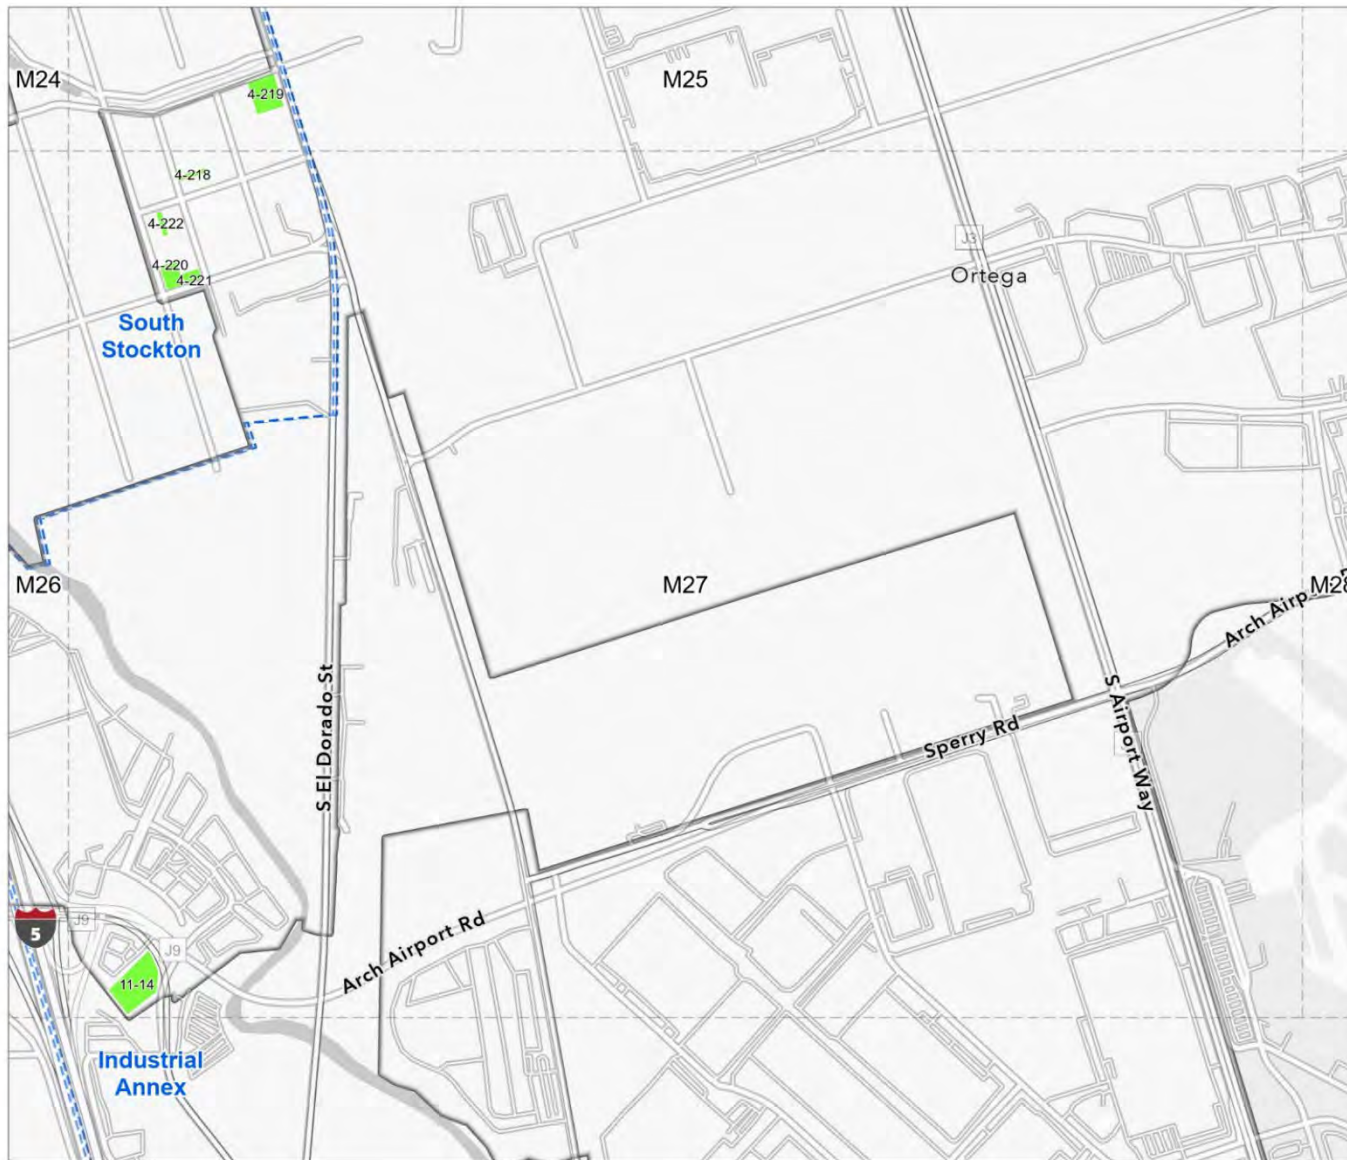 M24
M25
4-219
4-218
4-222
4-220
4-221
J3
Ortega
South
Stockton
M26
M27
M28
Arch Airp
S El Dorado St
S Airport Way
Sperry Rd
Arch Airport Rd
J9
5
J9
11-14
Industrial
Annex